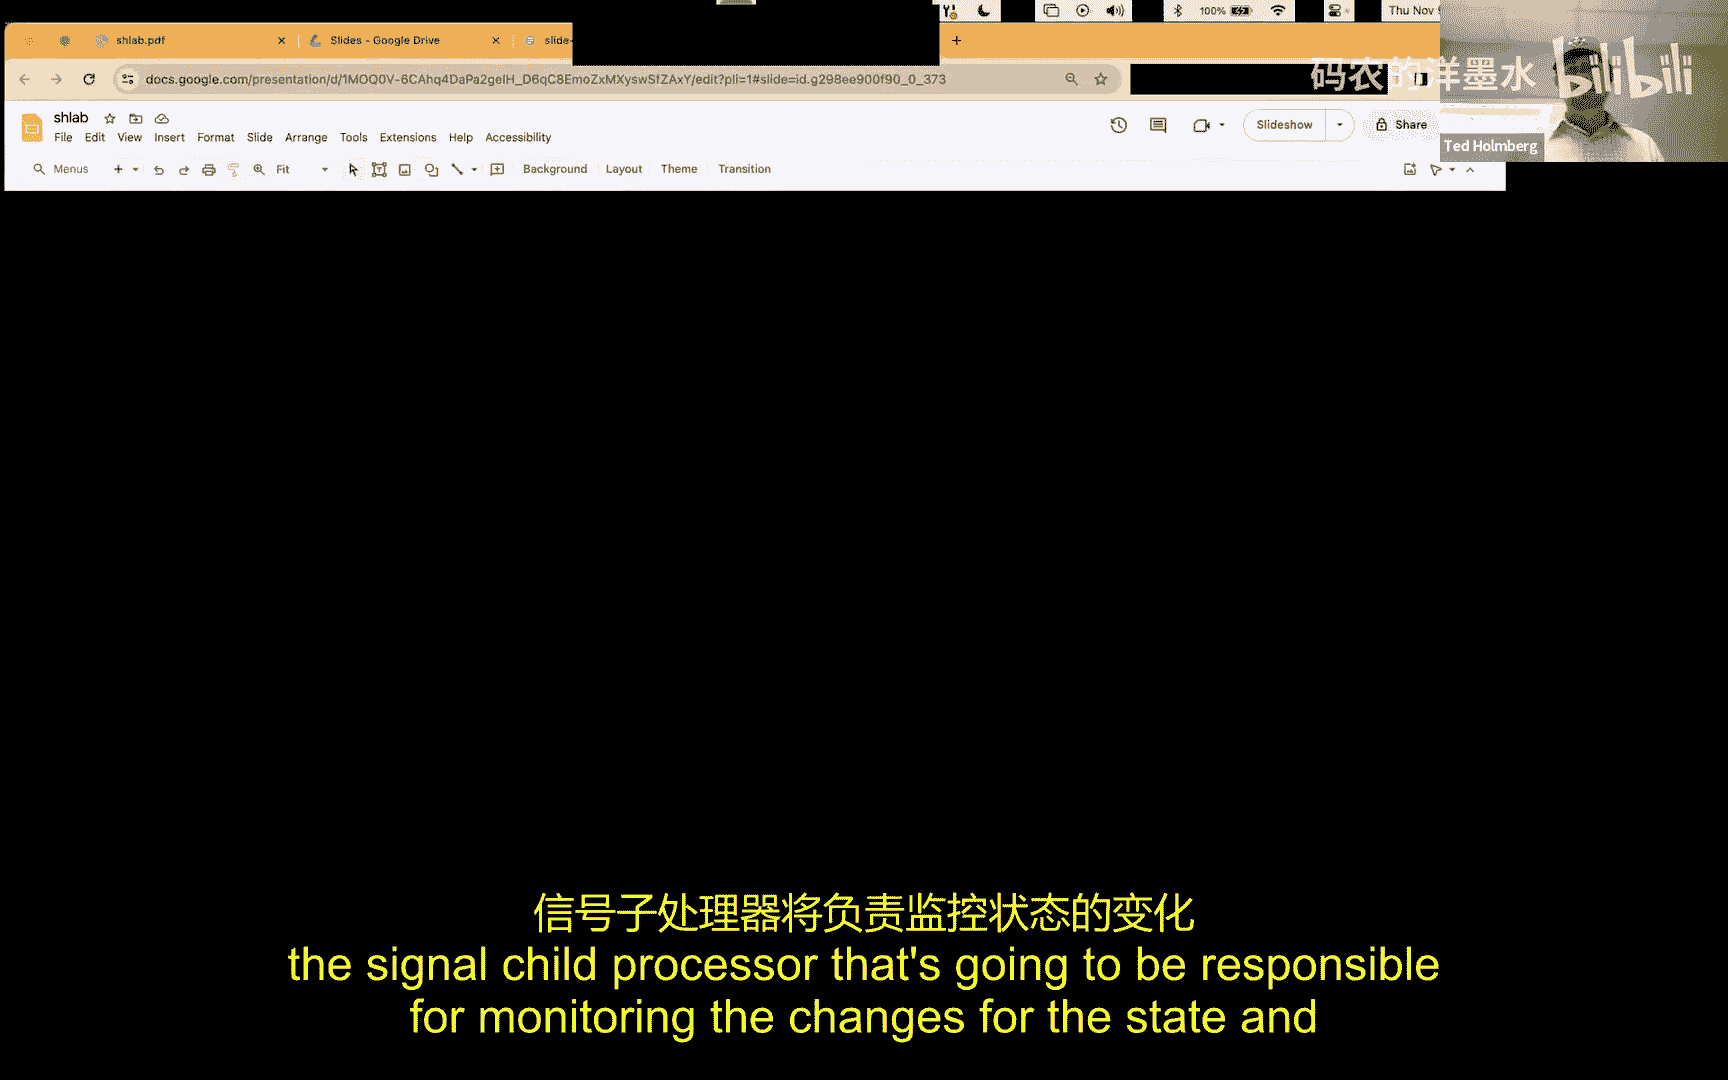 100%
Thu Nov
shlab.pdf
Slides - Google Drive
slide-
docs.google.com/presentation/d/1MOQ0V-6CAhq4DaPa2gelH_D6qC8EmoZxMXyswSfZAxY/edit?pli=1#slide=id.g298ee900f90_0_373
码农的洋墨水 bilibili
shlab
File Edit View Insert Format Slide Arrange Tools Extensions Help Accessibility
Slideshow
Share
Ted Holmberg
Menus
Fit
Background
Layout
Theme
Transition
信号子处理器将负责监控状态的变化
the signal child processor that's going to be responsible
for monitoring the changes for the state and